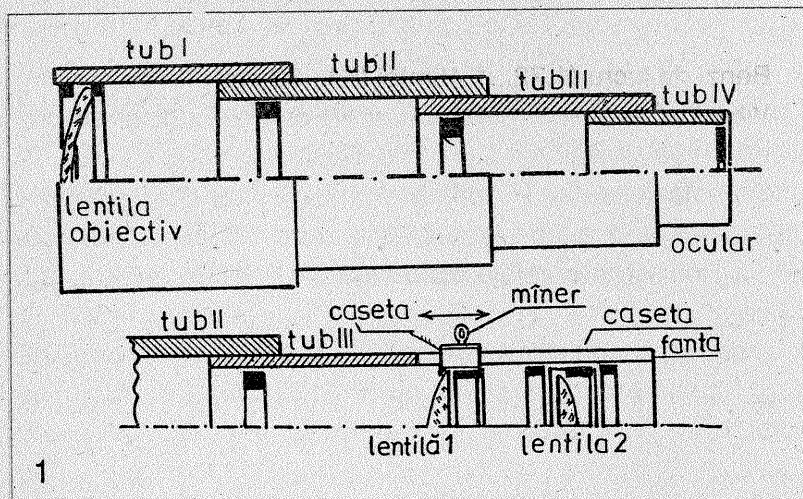 tub I
tub II
tub III
tub IV
lentila
obiectiv
ocular
caseta
mîner
tub II
tub III
caseta
fanta
lentilă 1
lentila 2
1